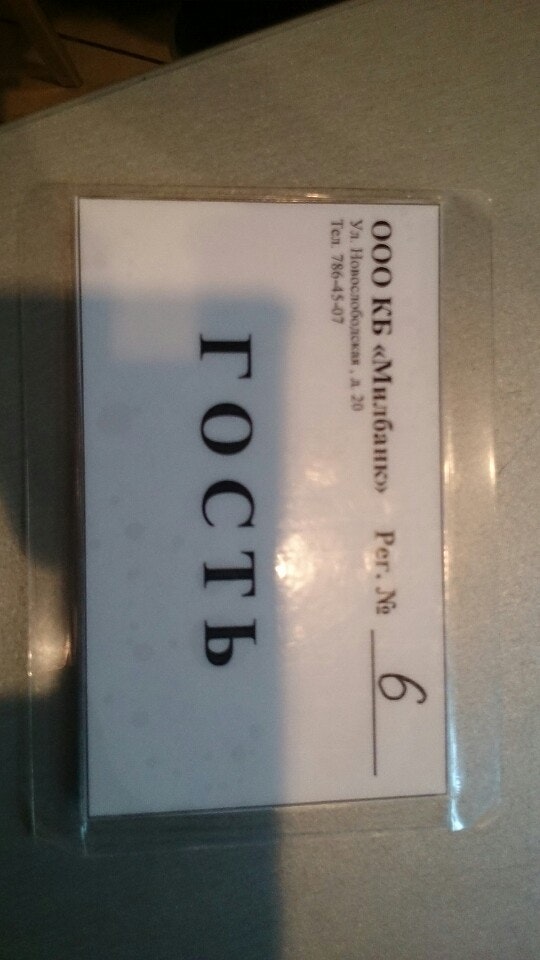 ООО КБ «Милбанк» Рег. № 6
Ул. Новослободская , д. 20
Тел. 786-45-07
ГОСТЬ